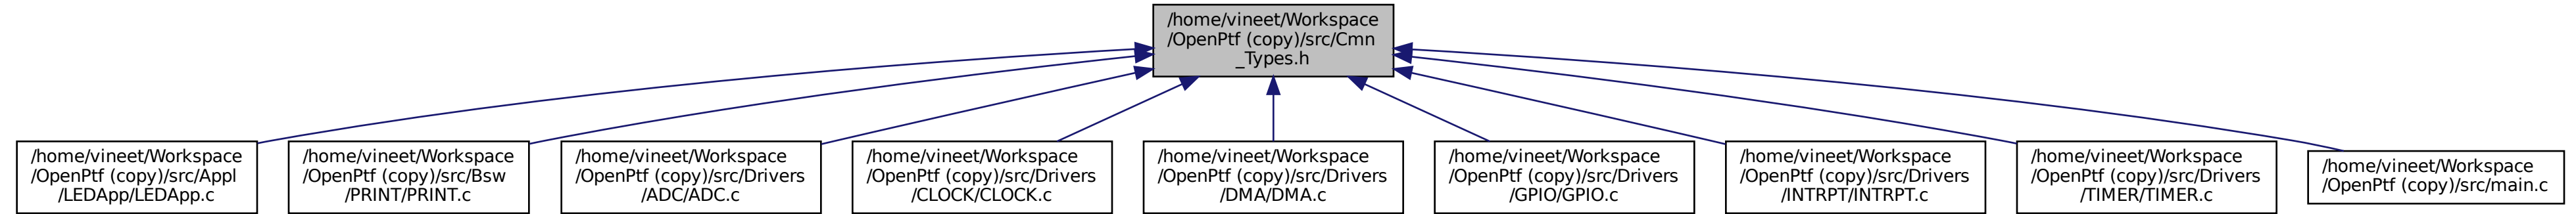 /home/vineet/Workspace
/OpenPtf (copy)/src/Cmn
_Types.h
/home/vineet/Workspace
/OpenPtf (copy)/src/Appl
/LEDApp/LEDApp.c
/home/vineet/Workspace
/OpenPtf (copy)/src/Bsw
/PRINT/PRINT.c
/home/vineet/Workspace
/OpenPtf (copy)/src/Drivers
/ADC/ADC.c
/home/vineet/Workspace
/OpenPtf (copy)/src/Drivers
/CLOCK/CLOCK.c
/home/vineet/Workspace
/OpenPtf (copy)/src/Drivers
/DMA/DMA.c
/home/vineet/Workspace
/OpenPtf (copy)/src/Drivers
/GPIO/GPIO.c
/home/vineet/Workspace
/OpenPtf (copy)/src/Drivers
/INTRPT/INTRPT.c
/home/vineet/Workspace
/OpenPtf (copy)/src/Drivers
/TIMER/TIMER.c
/home/vineet/Workspace
/OpenPtf (copy)/src/main.c